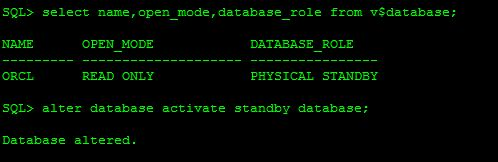 SQL> select name,open_mode,database_role from v$database;
NAME      OPEN_MODE            DATABASE_ROLE
--------- -------------------- ----------------
ORCL      READ ONLY            PHYSICAL STANDBY
SQL> alter database activate standby database;
Database altered.